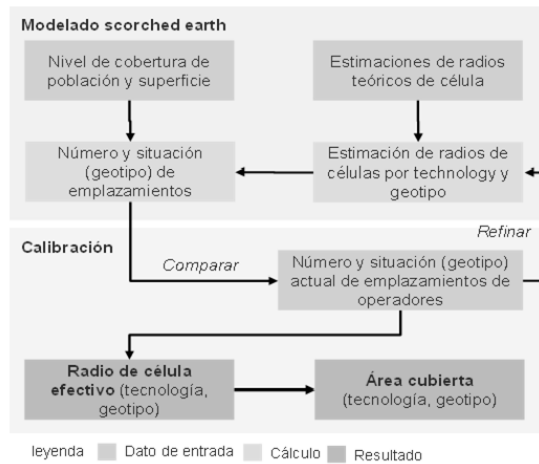 Modelado scorched earth
Nivel de cobertura de
población y superficie
Estimaciones de radios
teóricos de célula
Número y situación
(geotipo) de
emplazamientos
Estimación de radios de
células por technology y
geotipo
Refinar
Calibración
Comparar
Número y situación (geotipo)
actual de emplazamientos de
operadores
Radio de célula
efectivo (tecnología,
geotipo)
Área cubierta
(tecnología, geotipo)
leyenda
Dato de entrada
Cálculo
Resultado